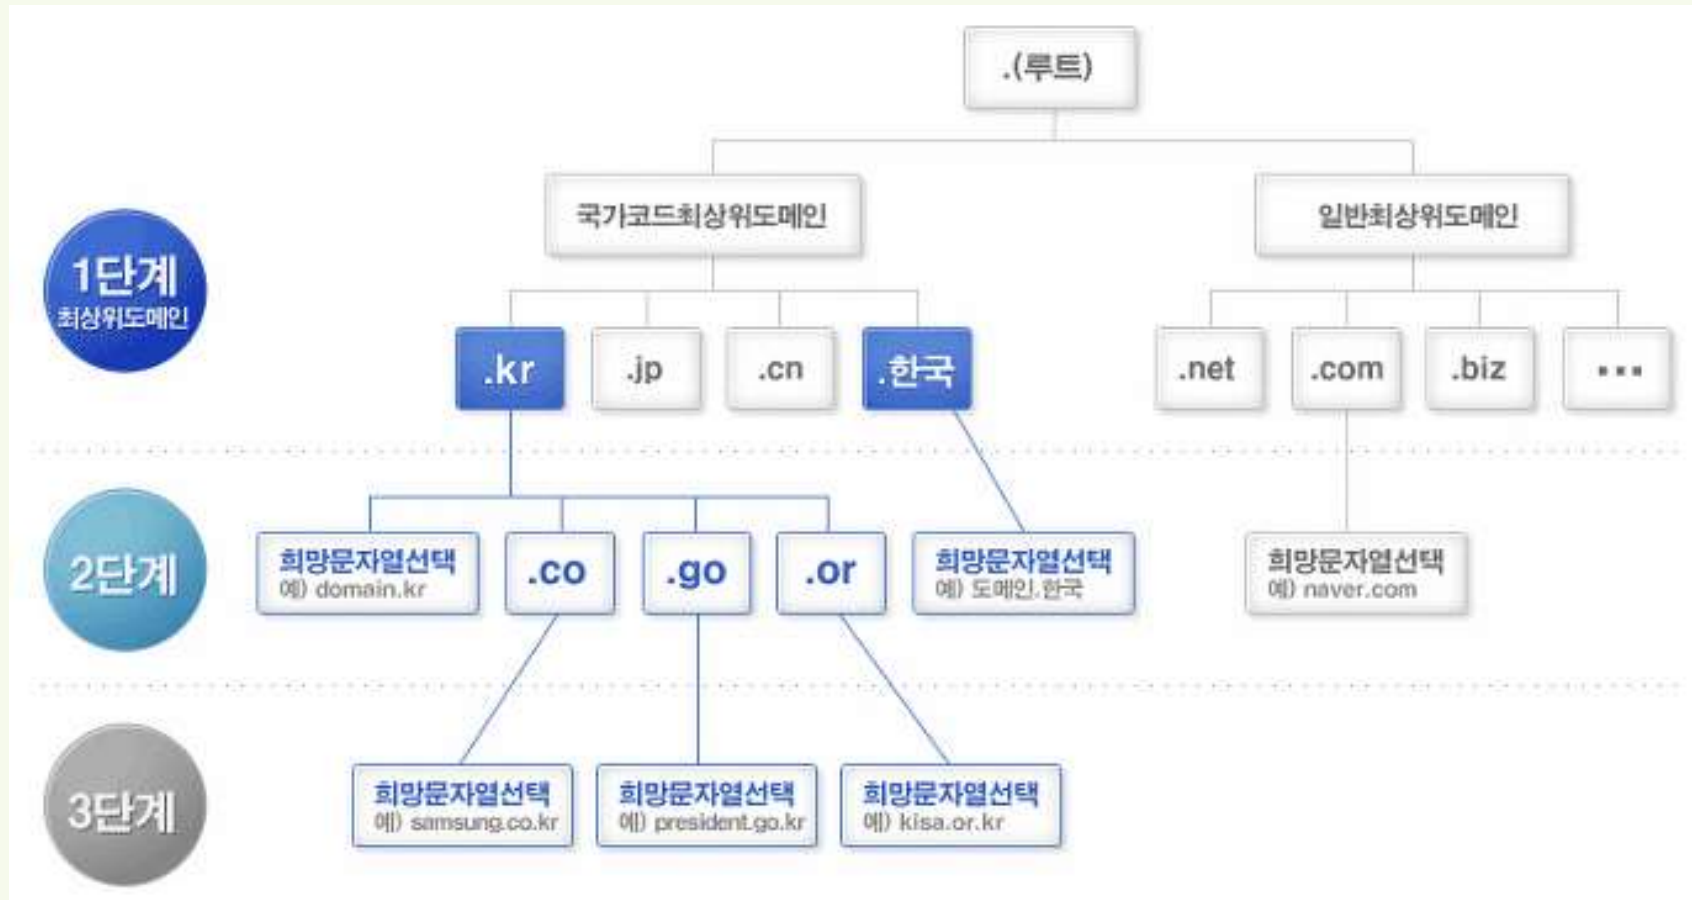 .(루트)
국가코드최상위도메인
일반최상위도메인
1단계
최상위도메인
.kr
.jp
.cn
.한국
.net
.com
.biz
...
2단계
희망문자열선택
예) domain.kr
.co
.go
.or
희망문자열선택
예) 도메인.한국
희망문자열선택
예) naver.com
3단계
희망문자열선택
예) samsung.co.kr
희망문자열선택
예) president.go.kr
희망문자열선택
예) kisa.or.kr